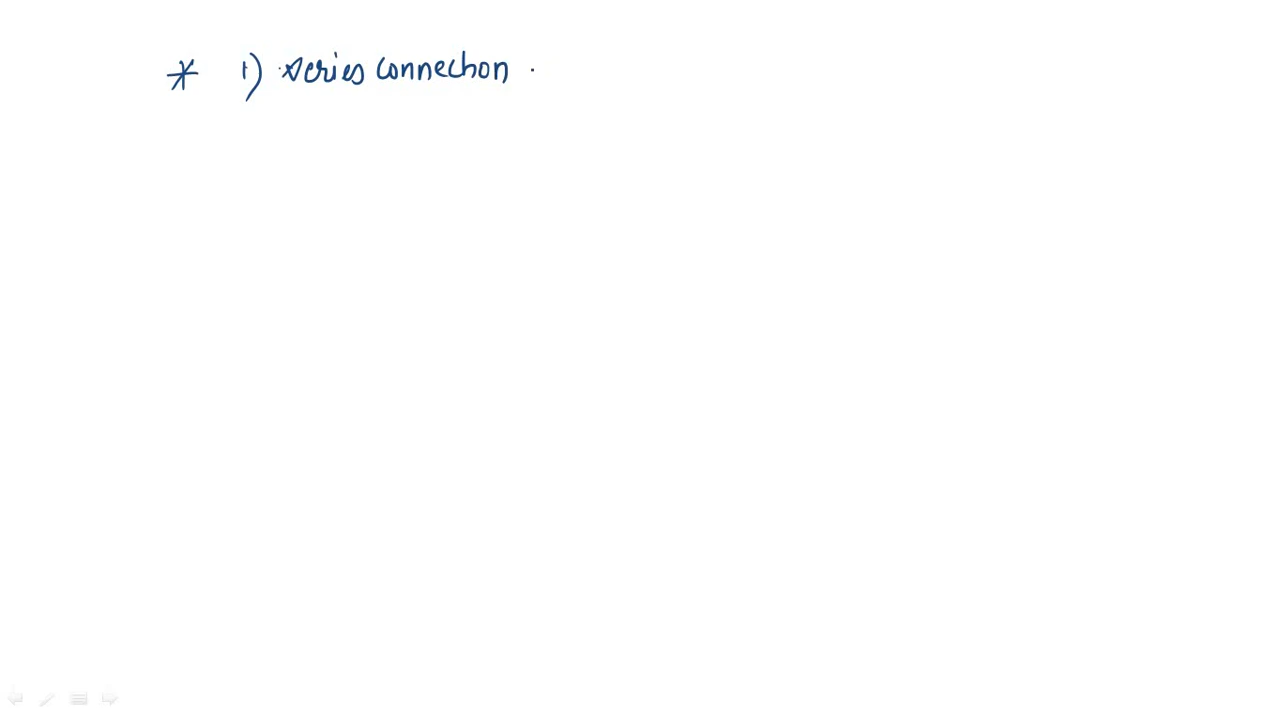 * 1) series connection .